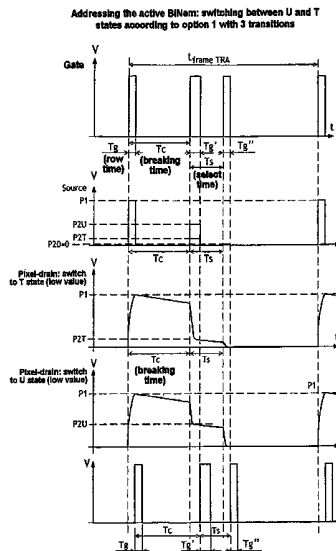 Addressing the active BiNem: switching between U and T
states according to option 1 with 3 transitions
V
Gate
t frame TRA
t
Tg
(row
time)
Tc
(breaking
time)
Tg'
Tg"
Ts
(select
time)
V
Source
P1
P2U
P2T
P20=0
Tc
Ts
Pixel-drain: switch
to T state (low value)
V
P1
P2T
Tc
(breaking
time)
Ts
Pixel-drain: switch
to U state (low value)
V
P1
P1
P2U
V
Tc
Ts
Tg
Tg'
Tg"